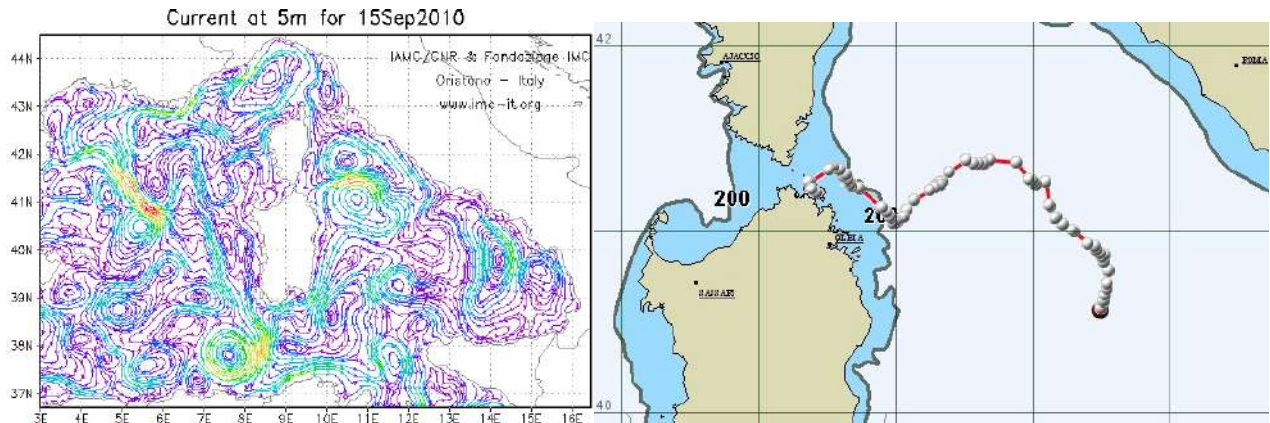 Current at 5m for 15Sep2010
IAMC/CNR & Fondazione IMC
Oristano - Italy
www.imc-it.org
44N
43N
42N
41N
40N
39N
38N
37N
3E 4E 5E 6E 7E 8E 9E 10E 11E 12E 13E 14E 15E 16E
42
AJACCIO
ROMA
200
200
OLBIA
SASSARI
40